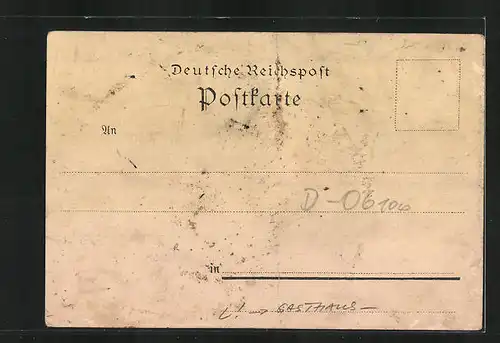 Deutsche Reichspost
Postkarte
An
D-06100
in
L! → GASTHAUS-